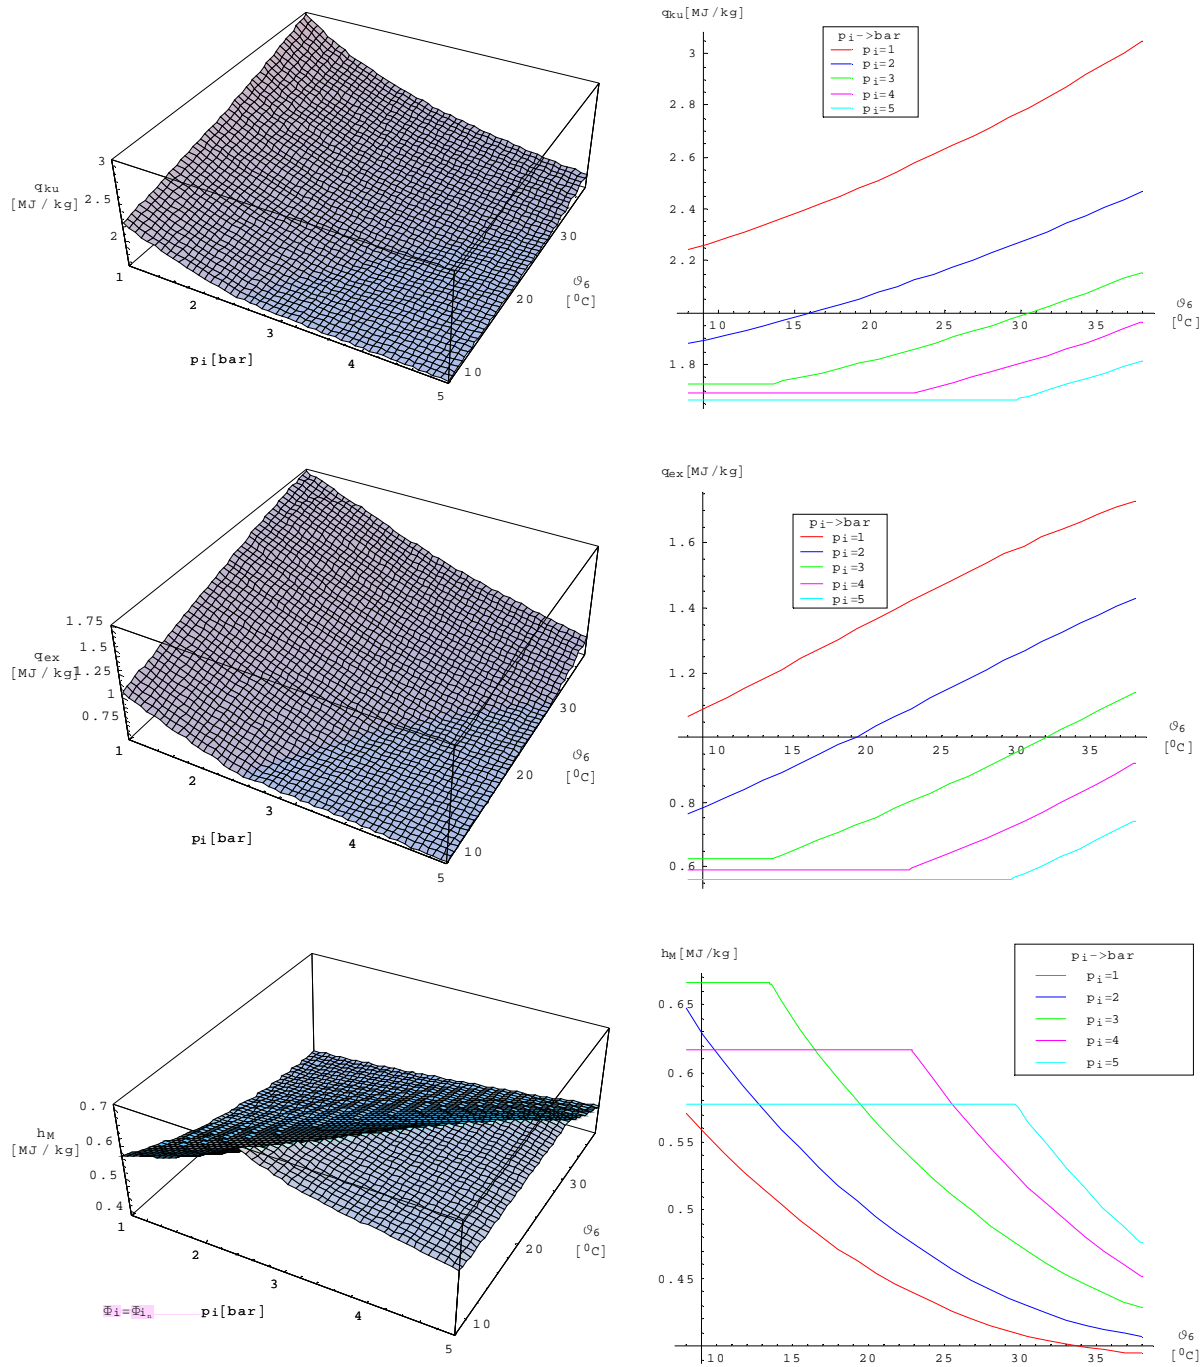 q_ku
[MJ/kg]
3
2.5
2
1
2
3
4
5
p_i[bar]
10
20
30
ϑ_6
[⁰C]
q_ku[MJ/kg]
p_i->bar
p_i=1
p_i=2
p_i=3
p_i=4
p_i=5
3
2.8
2.6
2.4
2.2
1.8
10 15 20 25 30 35
ϑ_6
[⁰C]
q_ex
[MJ/kg]
1.75
1.5
1.25
1
0.75
1
2
3
4
5
p_i[bar]
10
20
30
ϑ_6
[⁰C]
q_ex[MJ/kg]
p_i->bar
p_i=1
p_i=2
p_i=3
p_i=4
p_i=5
1.6
1.4
1.2
0.8
0.6
10 15 20 25 30 35
ϑ_6
[⁰C]
h_M
[MJ/kg]
0.7
0.6
0.5
0.4
1
2
3
4
5
p_i[bar]
10
20
30
ϑ_6
[⁰C]
Φ_i=Φ_i_n
h_M[MJ/kg]
p_i->bar
p_i=1
p_i=2
p_i=3
p_i=4
p_i=5
0.65
0.6
0.55
0.5
0.45
10 15 20 25 30 35
ϑ_6
[⁰C]